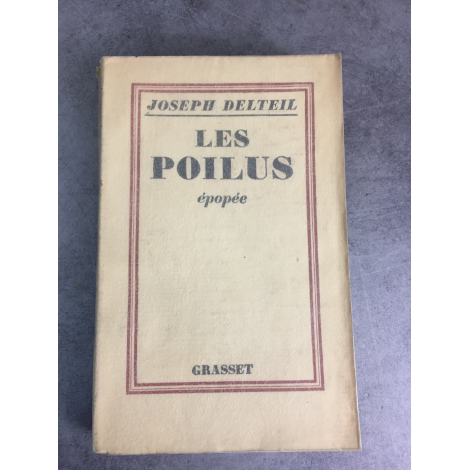 JOSEPH DELTEIL
LES
POILUS
épopée
GRASSET